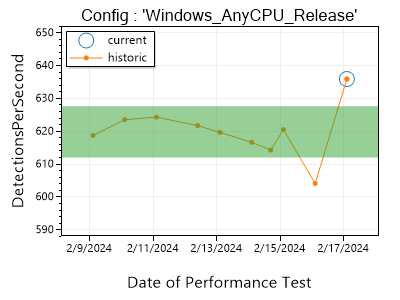 Config : 'Windows_AnyCPU_Release'
650
640
630
620
610
600
590
DetectionsPerSecond
current
historic
2/9/2024
2/11/2024
2/13/2024
2/15/2024
2/17/2024
Date of Performance Test